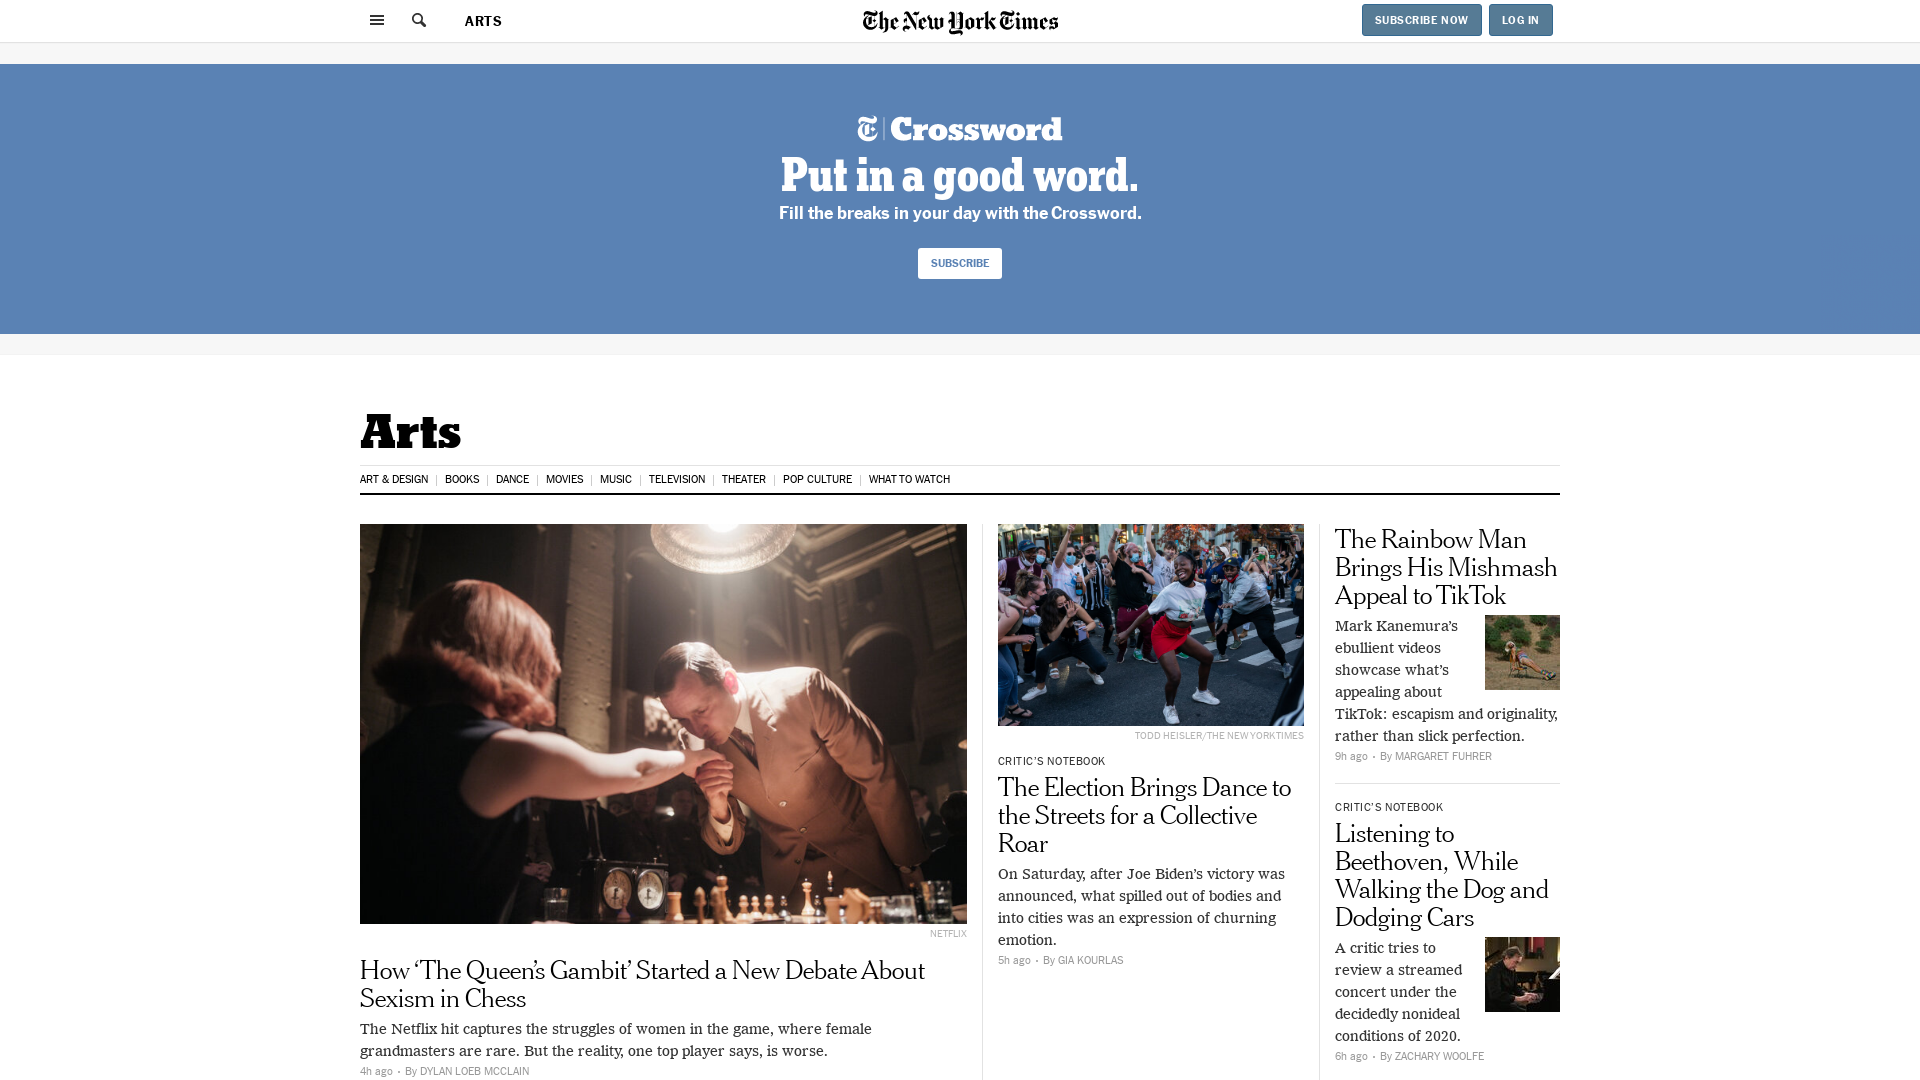 ARTS
The New York Times
SUBSCRIBE NOW
LOG IN
T Crossword
Put in a good word.
Fill the breaks in your day with the Crossword.
SUBSCRIBE
Arts
ART & DESIGN
BOOKS
DANCE
MOVIES
MUSIC
TELEVISION
THEATER
POP CULTURE
WHAT TO WATCH
NETFLIX
How ‘The Queen’s Gambit’ Started a New Debate About
Sexism in Chess
The Netflix hit captures the struggles of women in the game, where female
grandmasters are rare. But the reality, one top player says, is worse.
4h ago • By DYLAN LOEB MCCLAIN
TODD HEISLER/THE NEW YORK TIMES
CRITIC’S NOTEBOOK
The Election Brings Dance to
the Streets for a Collective
Roar
On Saturday, after Joe Biden’s victory was
announced, what spilled out of bodies and
into cities was an expression of churning
emotion.
5h ago • By GIA KOURLAS
The Rainbow Man
Brings His Mishmash
Appeal to TikTok
Mark Kanemura’s
ebullient videos
showcase what’s
appealing about
TikTok: escapism and originality,
rather than slick perfection.
9h ago • By MARGARET FUHRER
CRITIC’S NOTEBOOK
Listening to
Beethoven, While
Walking the Dog and
Dodging Cars
A critic tries to
review a streamed
concert under the
decidedly nonideal
conditions of 2020.
6h ago • By ZACHARY WOOLFE